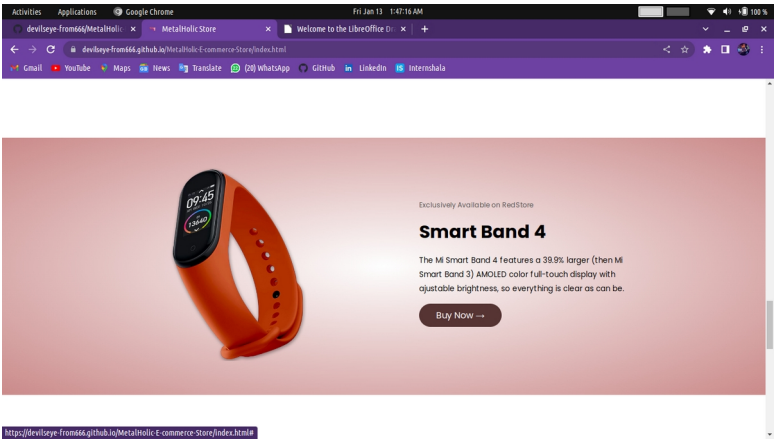 Activities Applications Google Chrome Fri Jan 13 1:47:16 AM 100 %
devilseye-from666/MetalHolic MetalHolic Store Welcome to the LibreOffice
devilseye-from666.github.io/MetalHolic-E-commerce-Store/index.html
Gmail YouTube Maps News Translate (20) WhatsApp GitHub LinkedIn Internshala
09:45
13640
Exclusively Available on RedStore
Smart Band 4
The Mi Smart Band 4 features a 39.9% larger (then Mi
Smart Band 3) AMOLED color full-touch display with
ajustable brightness, so everything is clear as can be.
Buy Now →
https://devilseye-from666.github.io/MetalHolic-E-commerce-Store/index.html#